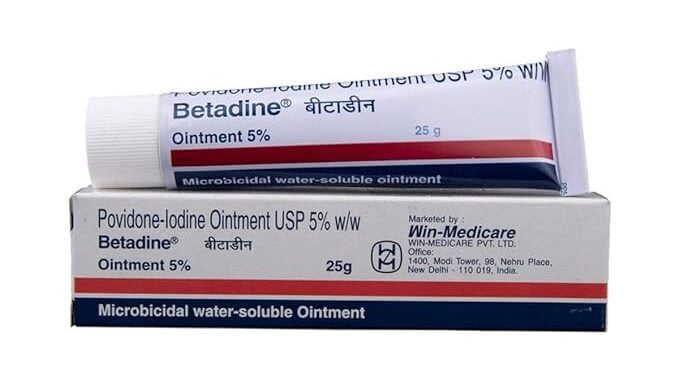 Povidone-Iodine Ointment USP 5% w/w
Betadine® बीटाडीन
Ointment 5%
25 g
Microbicidal water-soluble ointment
Povidone-Iodine Ointment USP 5% w/w
Betadine® बीटाडीन
Ointment 5%
25g
Microbicidal water-soluble Ointment
Marketed by :
Win-Medicare
WIN-MEDICARE PVT. LTD.
Office:
1400, Modi Tower, 98, Nehru Place,
New Delhi - 110 019, India.